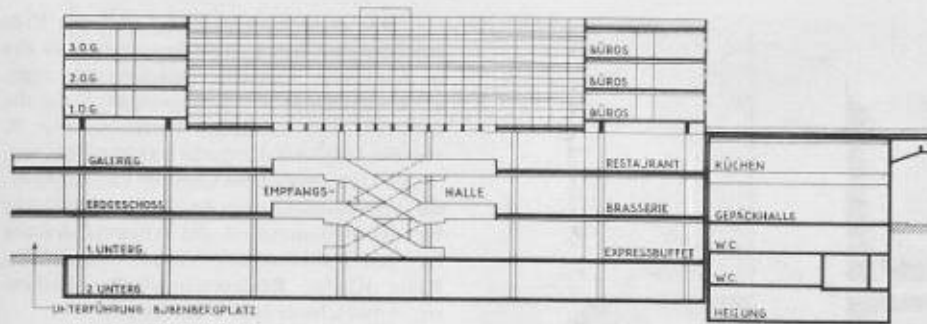 3.O.G.
BÜROS
2.O.G.
BÜROS
1.O.G.
BÜROS
GALERIE
RESTAURANT
KÜCHEN
EMPFANGS-
HALLE
ERDGESCHOSS
BRASSERIE
GEPÄCKHALLE
1 UNTERG.
EXPRESSBUFFET
W.C.
W.C.
2 UNTERG.
UNTERFÜHRUNG BUBENBERGPLATZ
HEIZUNG